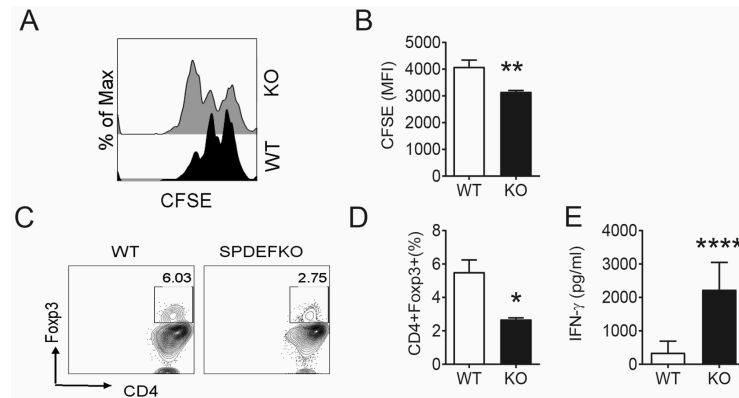 A
% of Max
KO
WT
CFSE
B
CFSE (MFI)
5000
4000
3000
2000
1000
0
**
WT KO
C
WT SPDEFKO
6.03 2.75
Foxp3
CD4
D
CD4+Foxp3+(%)
8
6
4
2
0
*
WT KO
E
IFN-γ (pg/ml)
4000
3000
2000
1000
0
****
WT KO